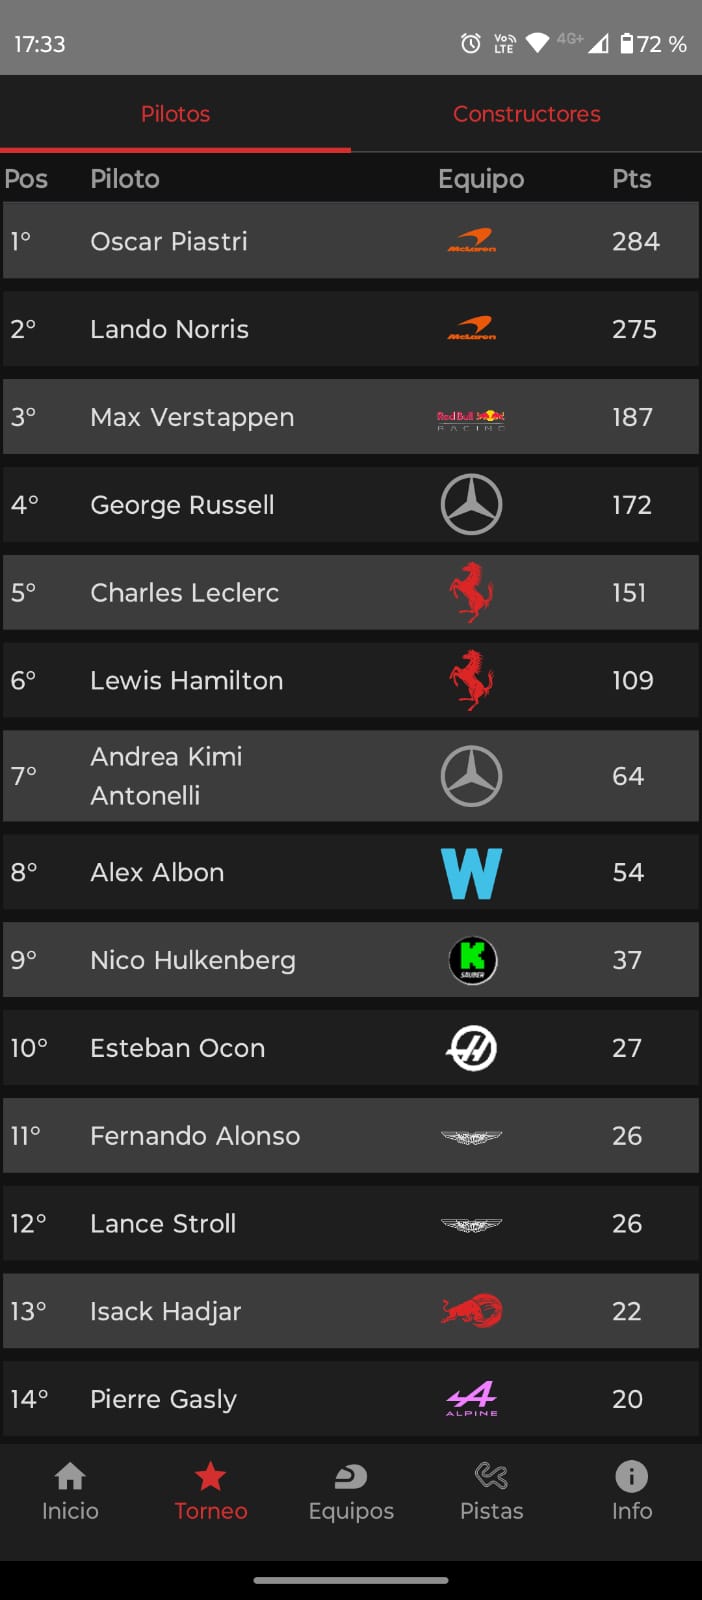 17:33
Vo LTE 4G+ 72 %
Pilotos Constructores
Pos Piloto Equipo Pts
1° Oscar Piastri McLaren 284
2° Lando Norris McLaren 275
3° Max Verstappen Red Bull RACING 187
4° George Russell 172
5° Charles Leclerc 151
6° Lewis Hamilton 109
7° Andrea Kimi
Antonelli 64
8° Alex Albon W 54
9° Nico Hulkenberg K SAUBER 37
10° Esteban Ocon 27
11° Fernando Alonso 26
12° Lance Stroll 26
13° Isack Hadjar 22
14° Pierre Gasly A ALPINE 20
Inicio Torneo Equipos Pistas Info